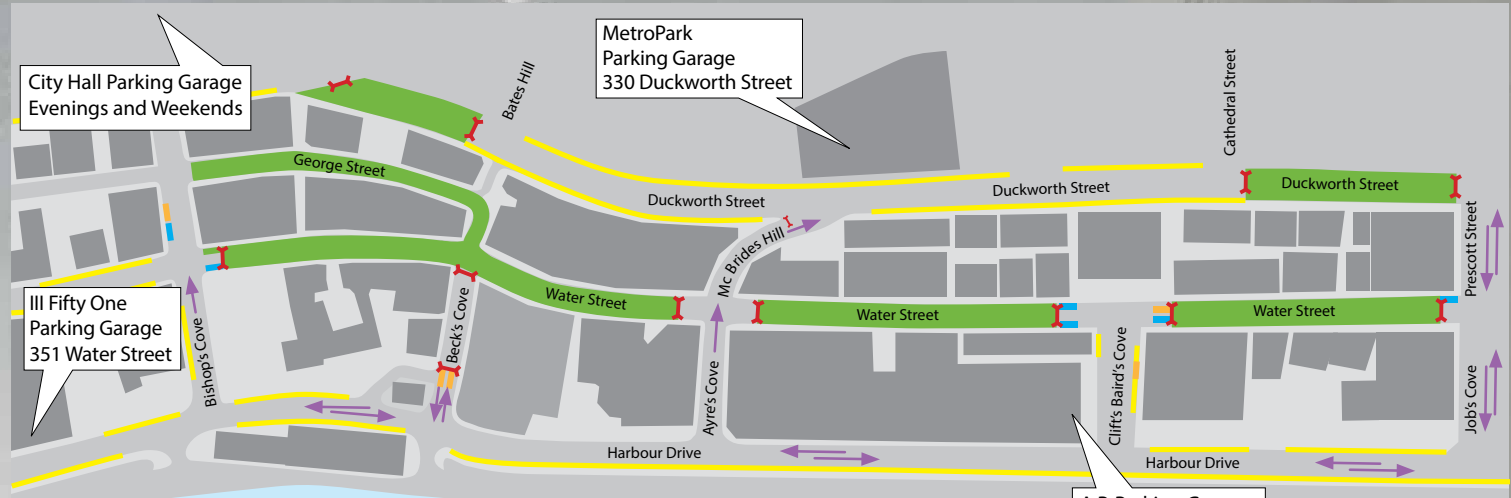 City Hall Parking Garage
Evenings and Weekends
MetroPark
Parking Garage
330 Duckworth Street
Bates Hill
Cathedral Street
George Street
Duckworth Street
Duckworth Street
Duckworth Street
Mc Brides Hill
Prescott Street
III Fifty One
Parking Garage
351 Water Street
Bishop's Cove
Beck's Cove
Water Street
Water Street
Water Street
Ayre's Cove
Clift's Baird's Cove
Job's Cove
Harbour Drive
Harbour Drive